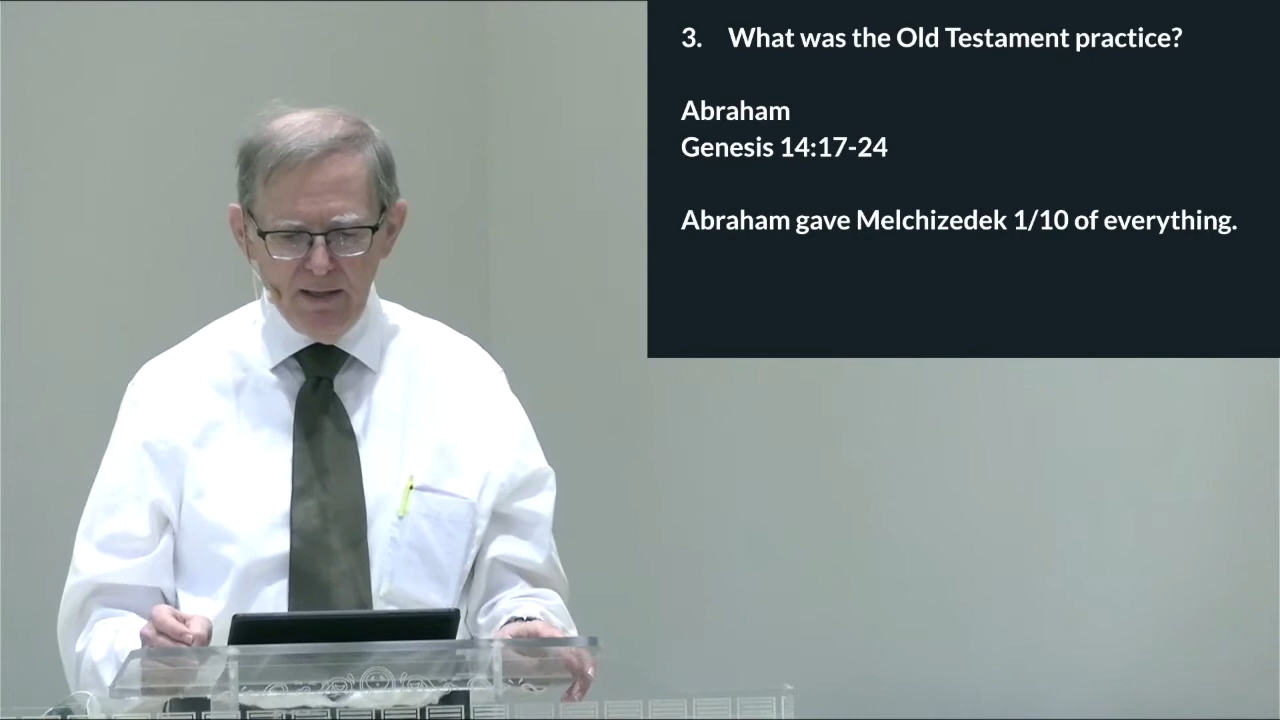 3. What was the Old Testament practice?
Abraham
Genesis 14:17-24
Abraham gave Melchizedek 1/10 of everything.